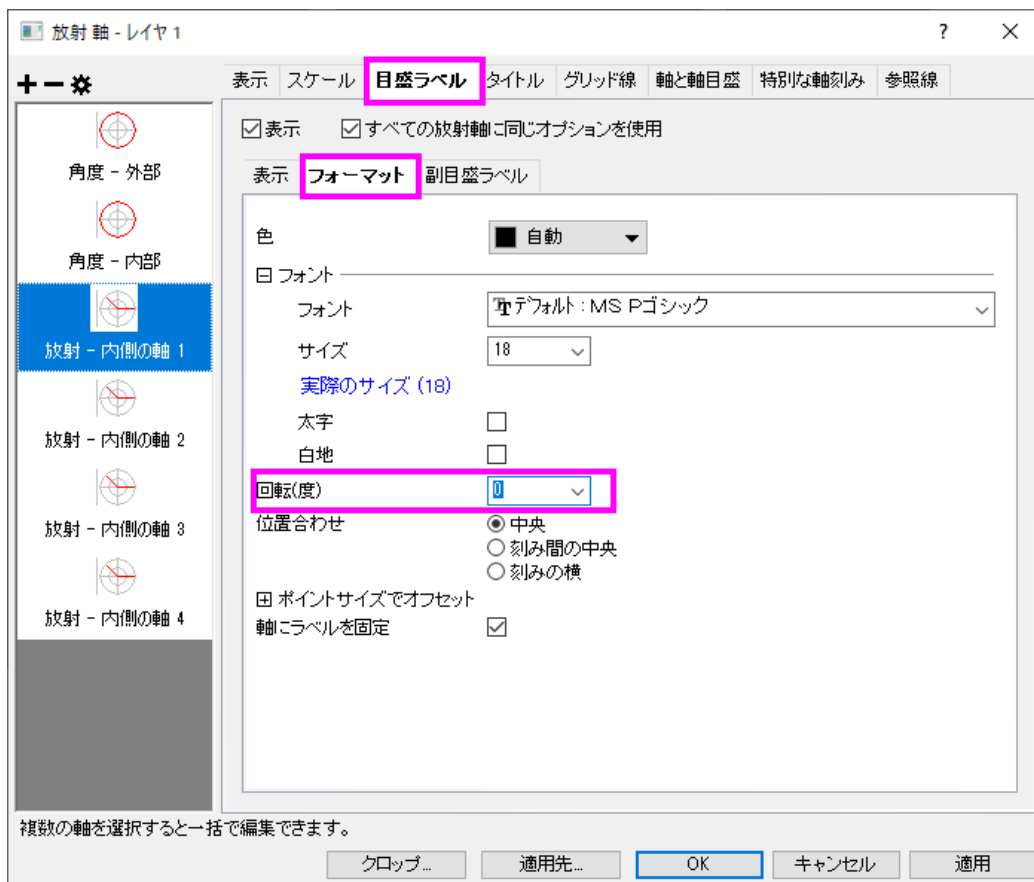 放射 軸 - レイヤ 1
? ×
表示 スケール 目盛ラベル タイトル グリッド線 軸と軸目盛 特別な軸刻み 参照線
表示 すべての放射軸に同じオプションを使用
表示 フォーマット 副目盛ラベル
角度 - 外部
角度 - 内部
放射 - 内側の軸 1
放射 - 内側の軸 2
放射 - 内側の軸 3
放射 - 内側の軸 4
色 自動
フォント
フォント デフォルト : MS Pゴシック
サイズ 18
実際のサイズ (18)
太字
白地
回転(度) 0
位置合わせ 中央
刻み間の中央
刻みの横
ポイントサイズでオフセット
軸にラベルを固定
複数の軸を選択すると一括で編集できます。
クロップ... 適用先... OK キャンセル 適用